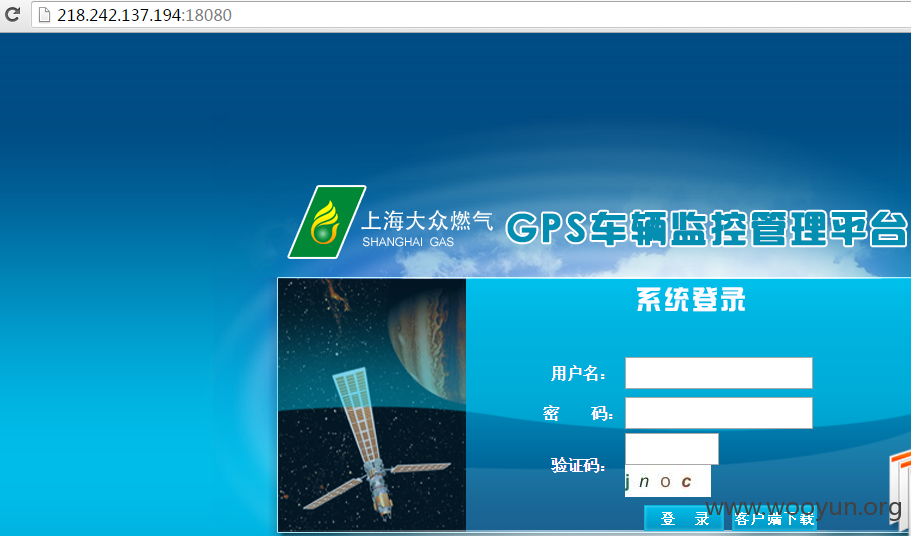 218.242.137.194:18080
上海大众燃气
SHANGHAI GAS
GPS车辆监控管理平台
系统登录
用户名：
密 码：
验证码：
j n o c
登 录 客户端下载
www.wooyun.org